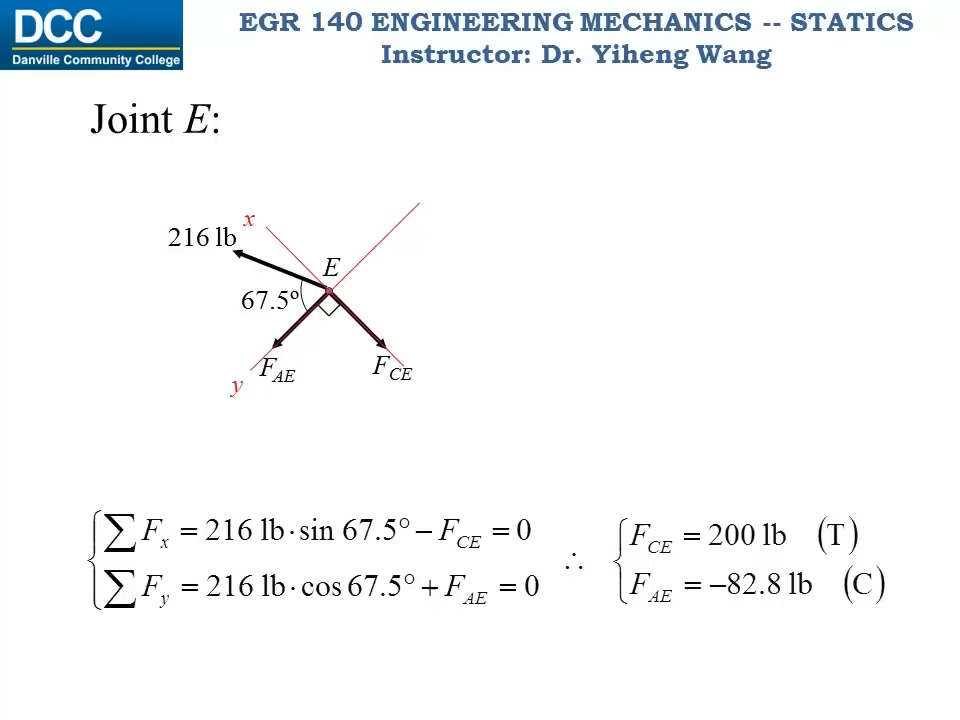 DCC
Danville Community College
EGR 140 ENGINEERING MECHANICS -- STATICS
Instructor: Dr. Yiheng Wang
Joint E:
x
216 lb
E
67.5º
F_AE
F_CE
y
∑ F_x = 216 lb · sin 67.5° − F_CE = 0
∑ F_y = 216 lb · cos 67.5° + F_AE = 0
∴
F_CE = 200 lb (T)
F_AE = −82.8 lb (C)